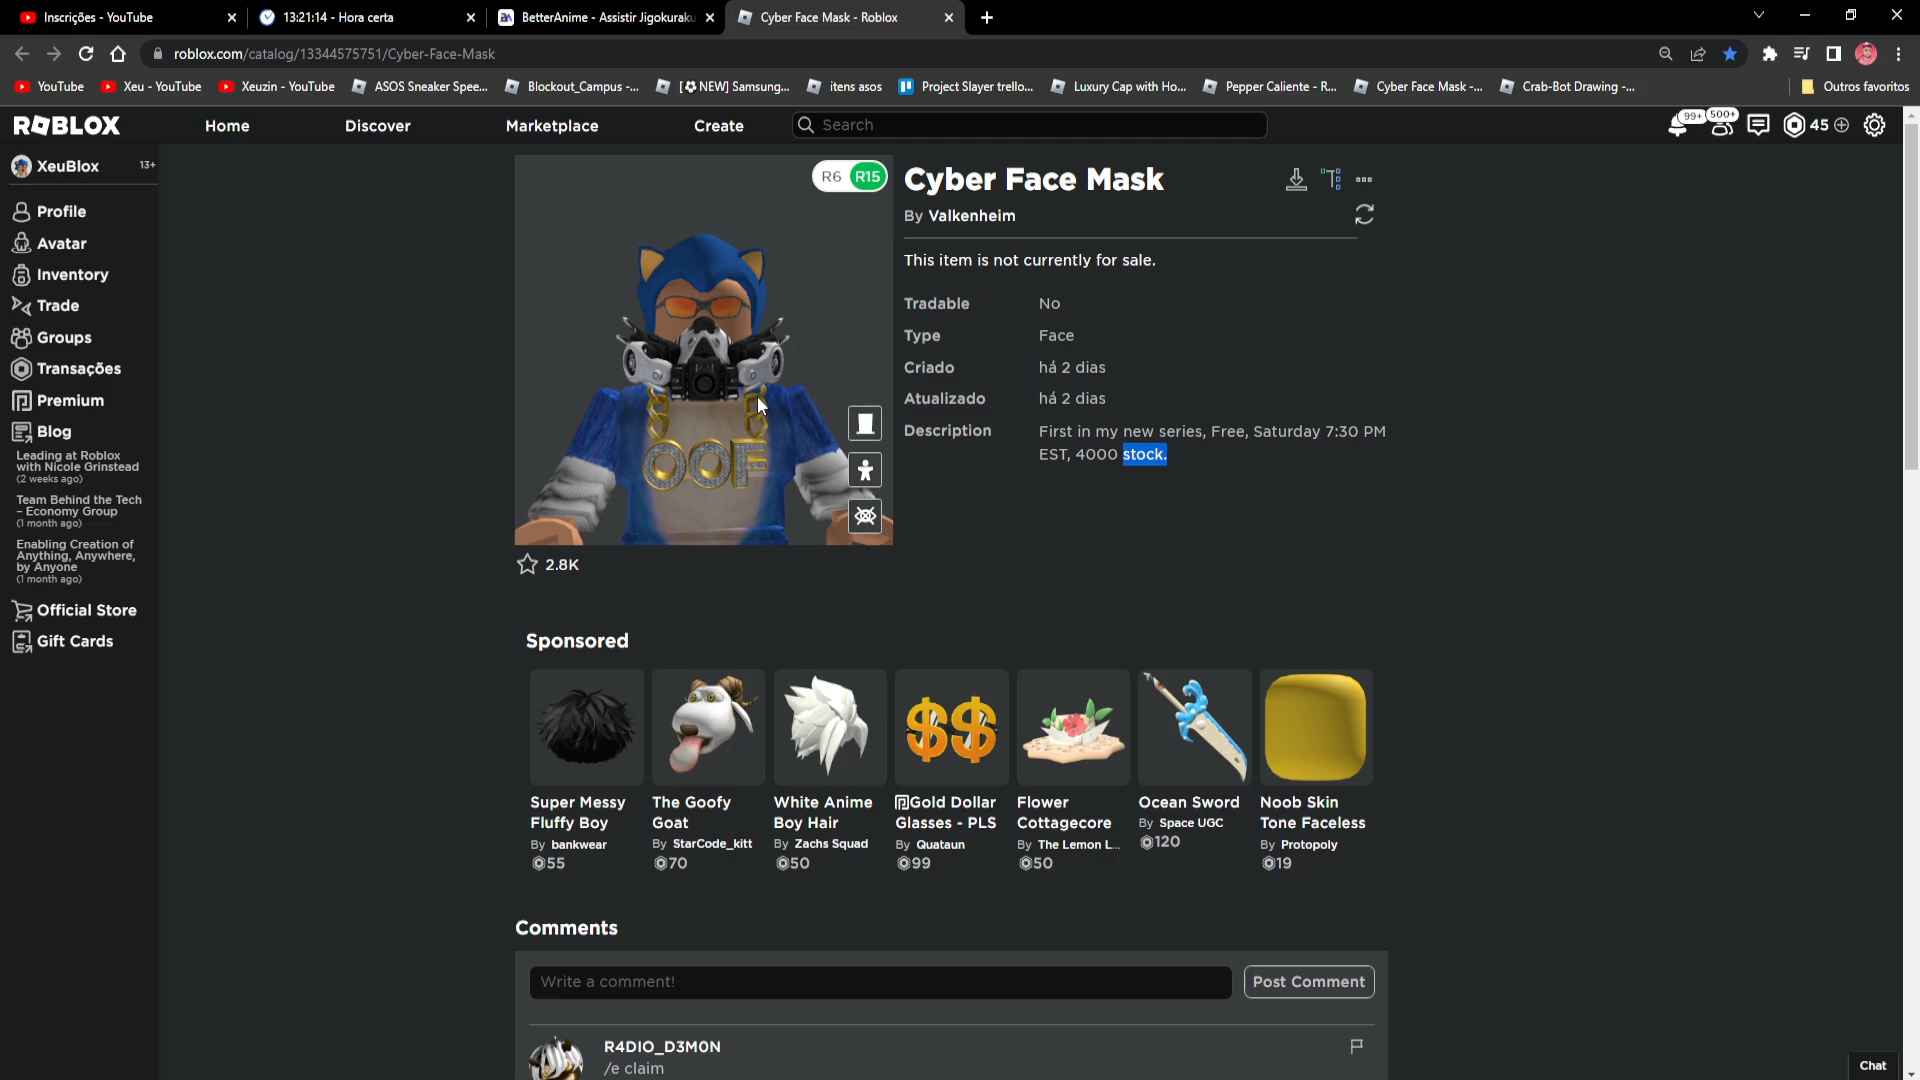 Inscrições - YouTube
13:21:14 - Hora certa
BetterAnime - Assistir Jigokuraku
Cyber Face Mask - Roblox
roblox.com/catalog/13344575751/Cyber-Face-Mask
YouTube
Xeu - YouTube
Xeuzin - YouTube
ASOS Sneaker Spee...
Blockout_Campus -...
[⚽ NEW] Samsung...
itens asos
Project Slayer trello...
Luxury Cap with Ho...
Pepper Caliente - R...
Cyber Face Mask -...
Crab-Bot Drawing -...
Outros favoritos
ROBLOX
Home
Discover
Marketplace
Create
Search
99+
500+
45
XeuBlox
13+
Profile
Avatar
Inventory
Trade
Groups
Transações
Premium
Blog
Leading at Roblox
with Nicole Grinstead
(2 weeks ago)
Team Behind the Tech
- Economy Group
(1 month ago)
Enabling Creation of
Anything, Anywhere,
by Anyone
(1 month ago)
Official Store
Gift Cards
R6
R15
OOF
2.8K
Cyber Face Mask
By Valkenheim
This item is not currently for sale.
Tradable No
Type Face
Criado há 2 dias
Atualizado há 2 dias
Description First in my new series, Free, Saturday 7:30 PM
EST, 4000 stock.
Sponsored
Super Messy
Fluffy Boy
By bankwear
55
The Goofy
Goat
By StarCode_kitt
70
White Anime
Boy Hair
By Zachs Squad
50
Gold Dollar
Glasses - PLS
By Quataun
99
Flower
Cottagecore
By The Lemon L...
50
Ocean Sword
By Space UGC
120
Noob Skin
Tone Faceless
By Protopoly
19
Comments
Write a comment!
Post Comment
R4DIO_D3M0N
/e claim
Chat